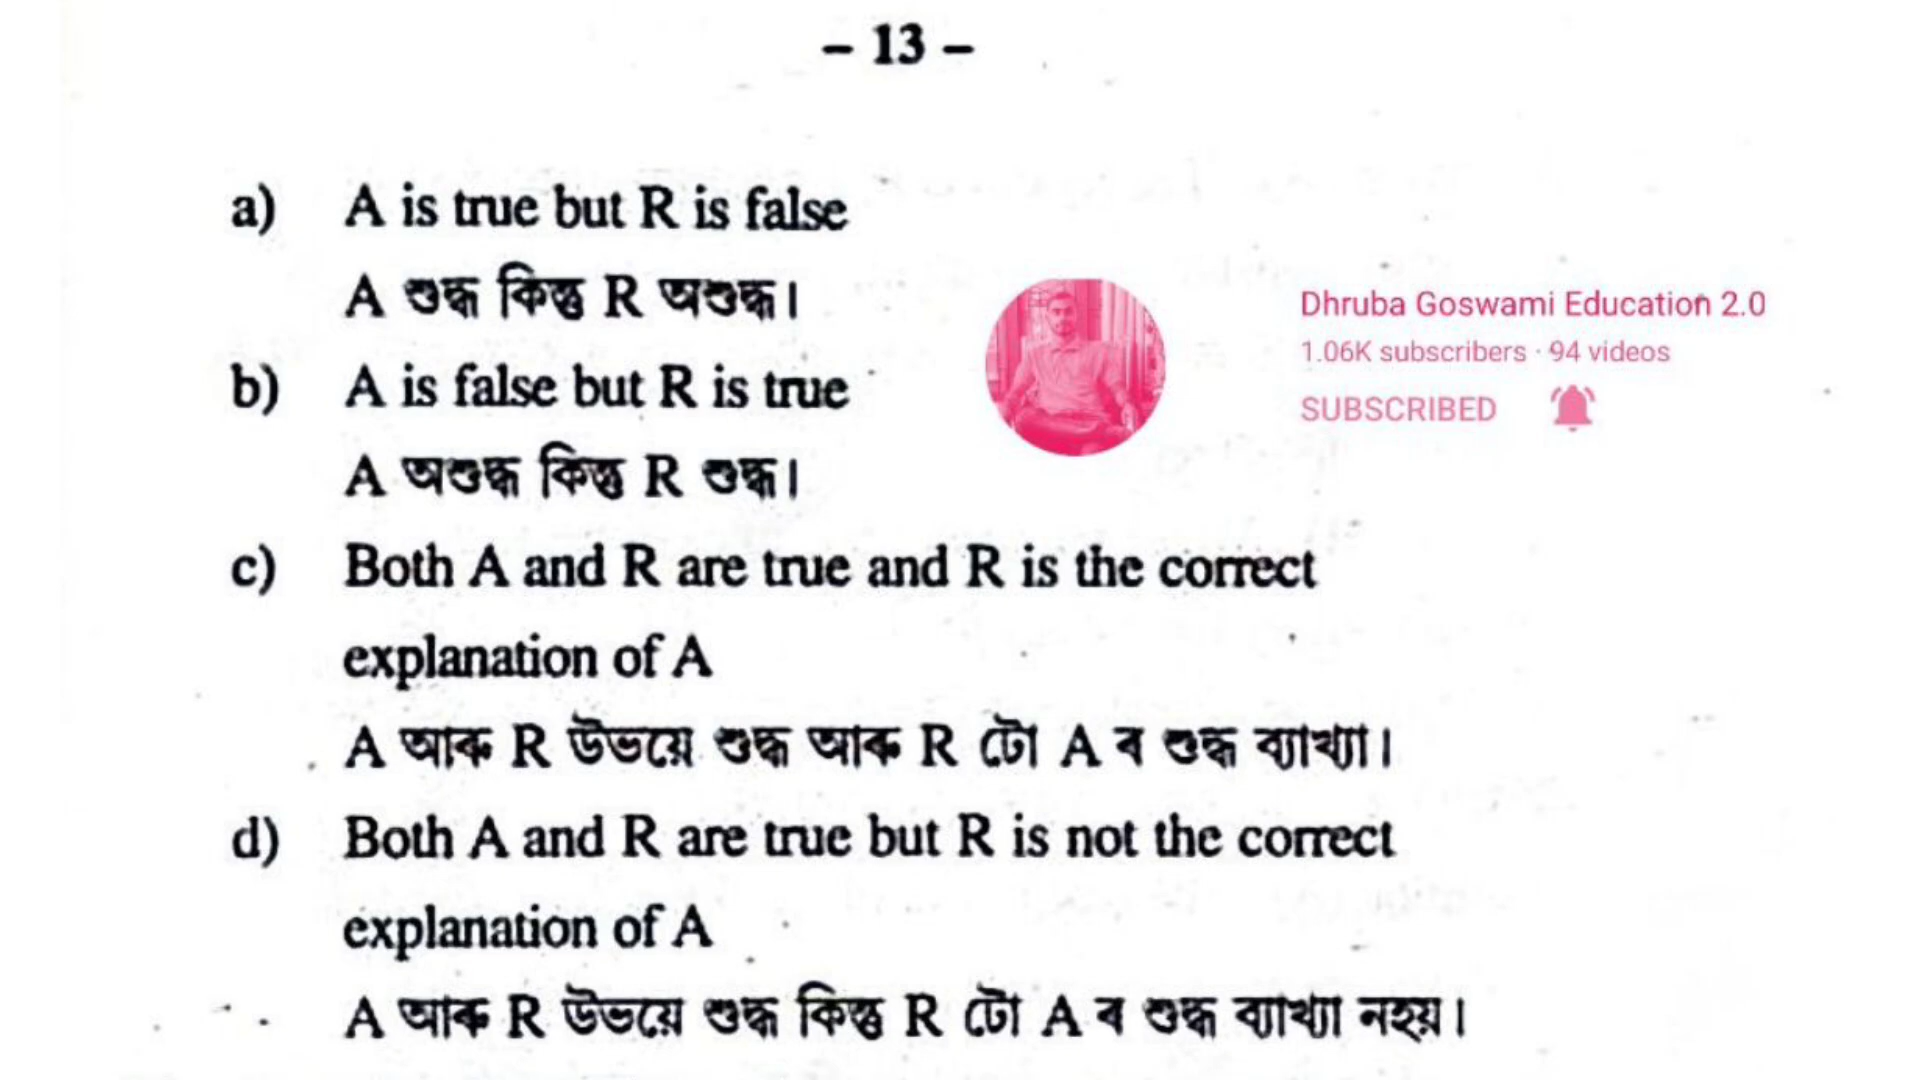 – 13 –
a) A is true but R is false
A শুদ্ধ কিন্তু R অশুদ্ধ।
Dhruba Goswami Education 2.0
1.06K subscribers · 94 videos
SUBSCRIBED
b) A is false but R is true
A অশুদ্ধ কিন্তু R শুদ্ধ।
c) Both A and R are true and R is the correct
explanation of A
A আৰু R উভয়ে শুদ্ধ আৰু R টো A ৰ শুদ্ধ ব্যাখ্যা।
d) Both A and R are true but R is not the correct
explanation of A
A আৰু R উভয়ে শুদ্ধ কিন্তু R টো A ৰ শুদ্ধ ব্যাখ্যা নহয়।